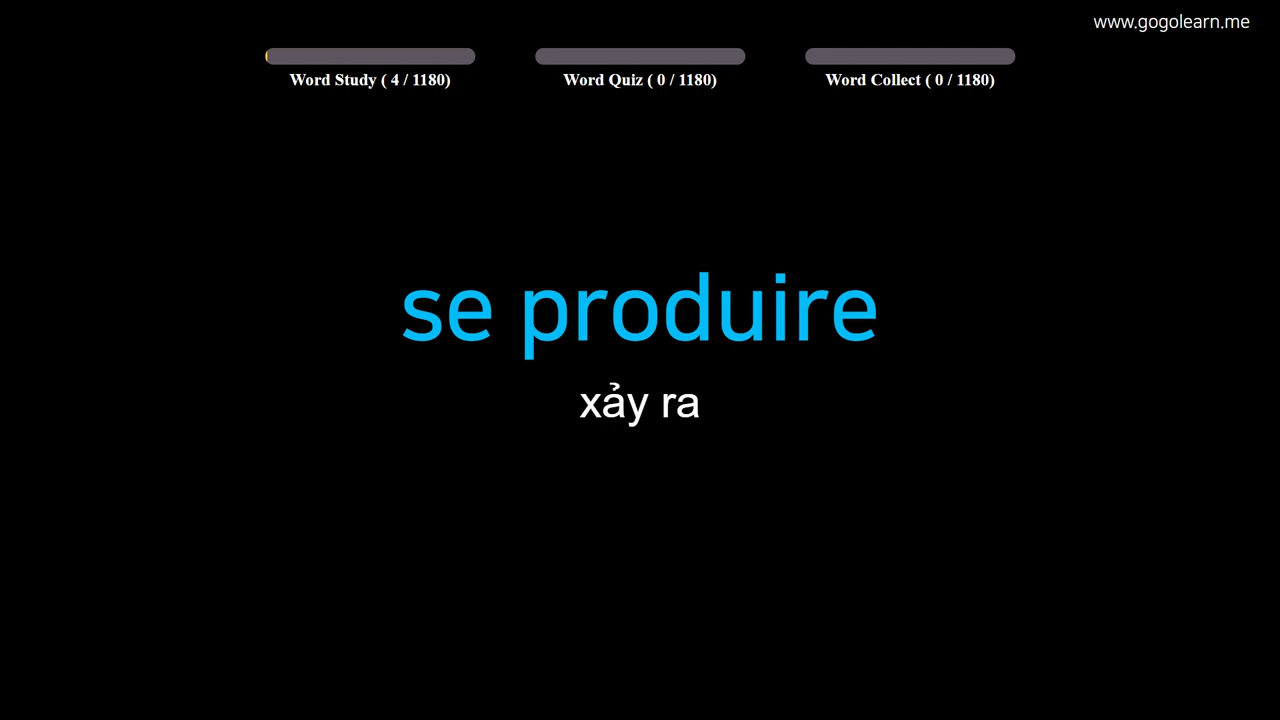 www.gogolearn.me
Word Study ( 4 / 1180)
Word Quiz ( 0 / 1180)
Word Collect ( 0 / 1180)
se produire
xảy ra